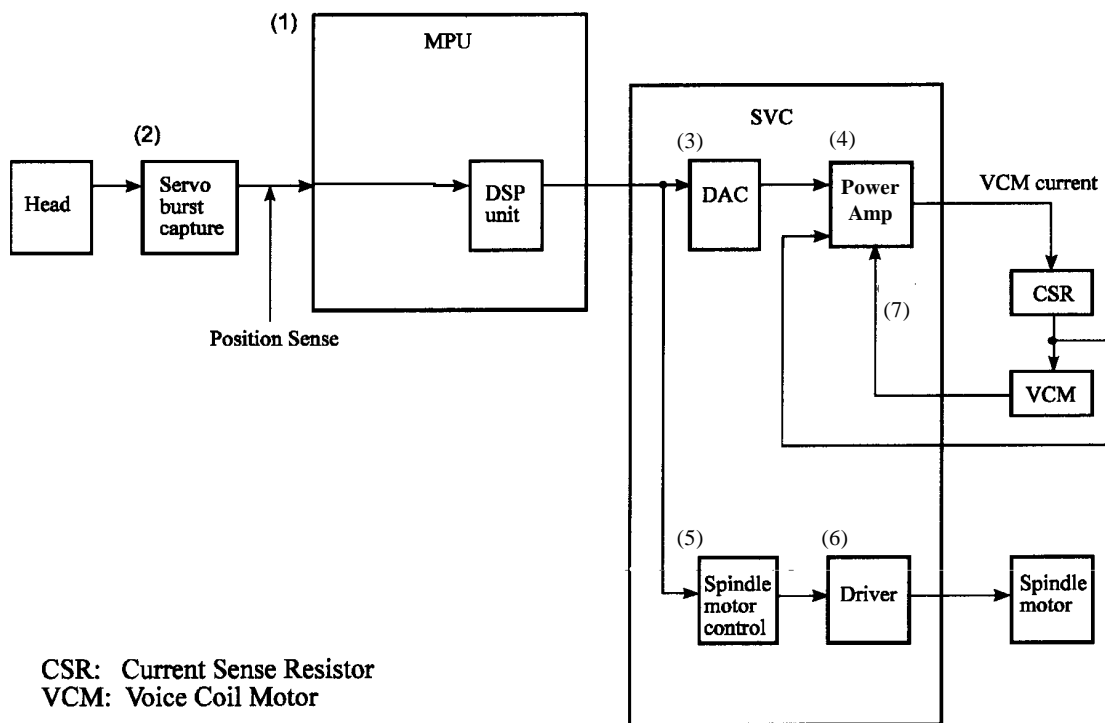 (1)
MPU
SVC
(2)
(3)
(4)
Head
Servo
burst
capture
DSP
unit
DAC
Power
Amp
VCM current
Position Sense
(7)
CSR
VCM
(5)
(6)
Spindle
motor
control
Driver
Spindle
motor
CSR: Current Sense Resistor
VCM: Voice Coil Motor